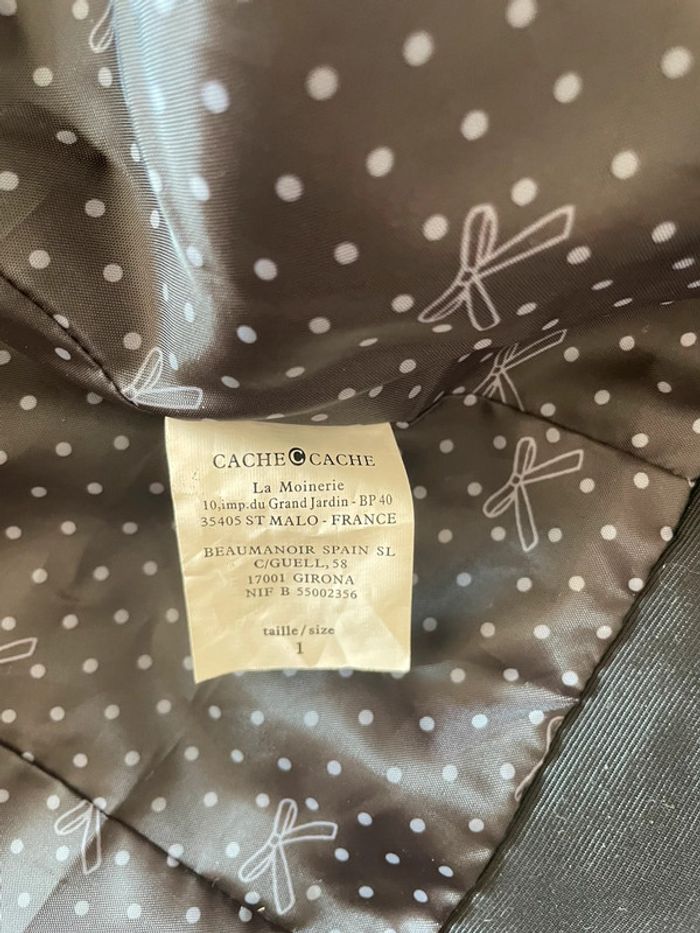 CACHE C CACHE
La Moinerie
10,imp.du Grand Jardin - BP 40
35405 ST MALO - FRANCE
BEAUMANOIR SPAIN SL
C/GUELL, 58
17001 GIRONA
NIF B 55002356
taille / size
1